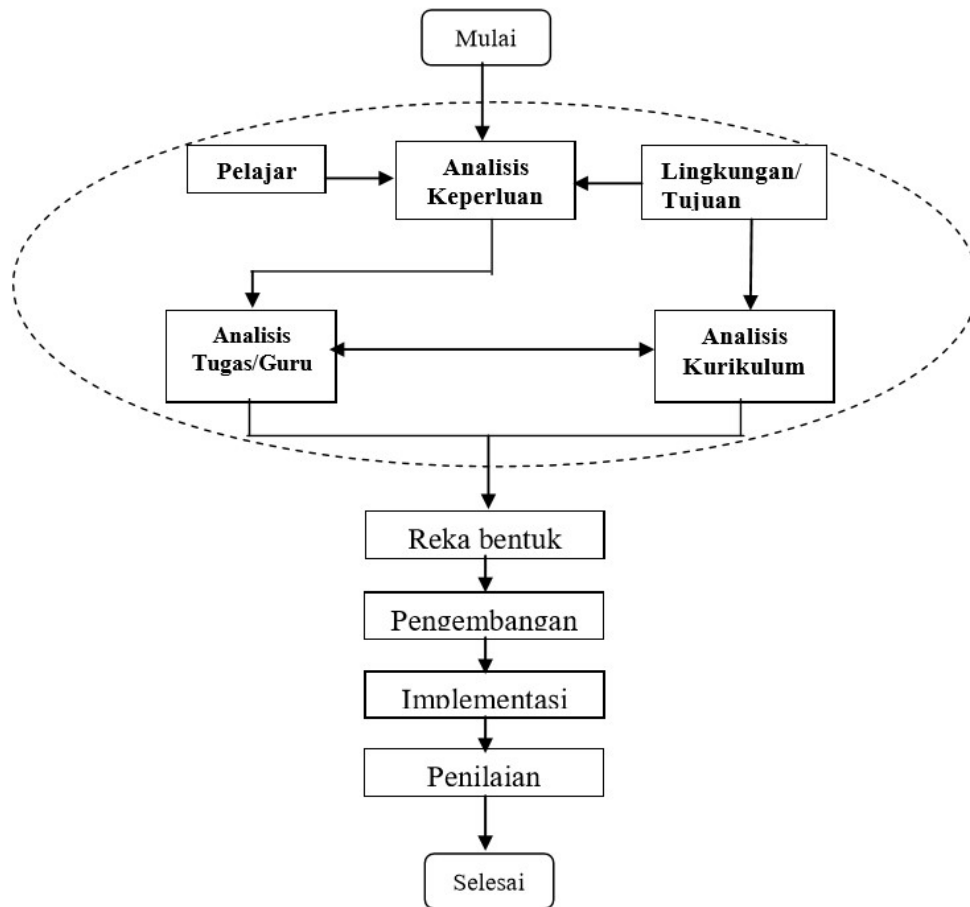 Mulai
Pelajar
Analisis
Keperluan
Lingkungan/
Tujuan
Analisis
Tugas/Guru
Analisis
Kurikulum
Reka bentuk
Pengembangan
Implementasi
Penilaian
Selesai